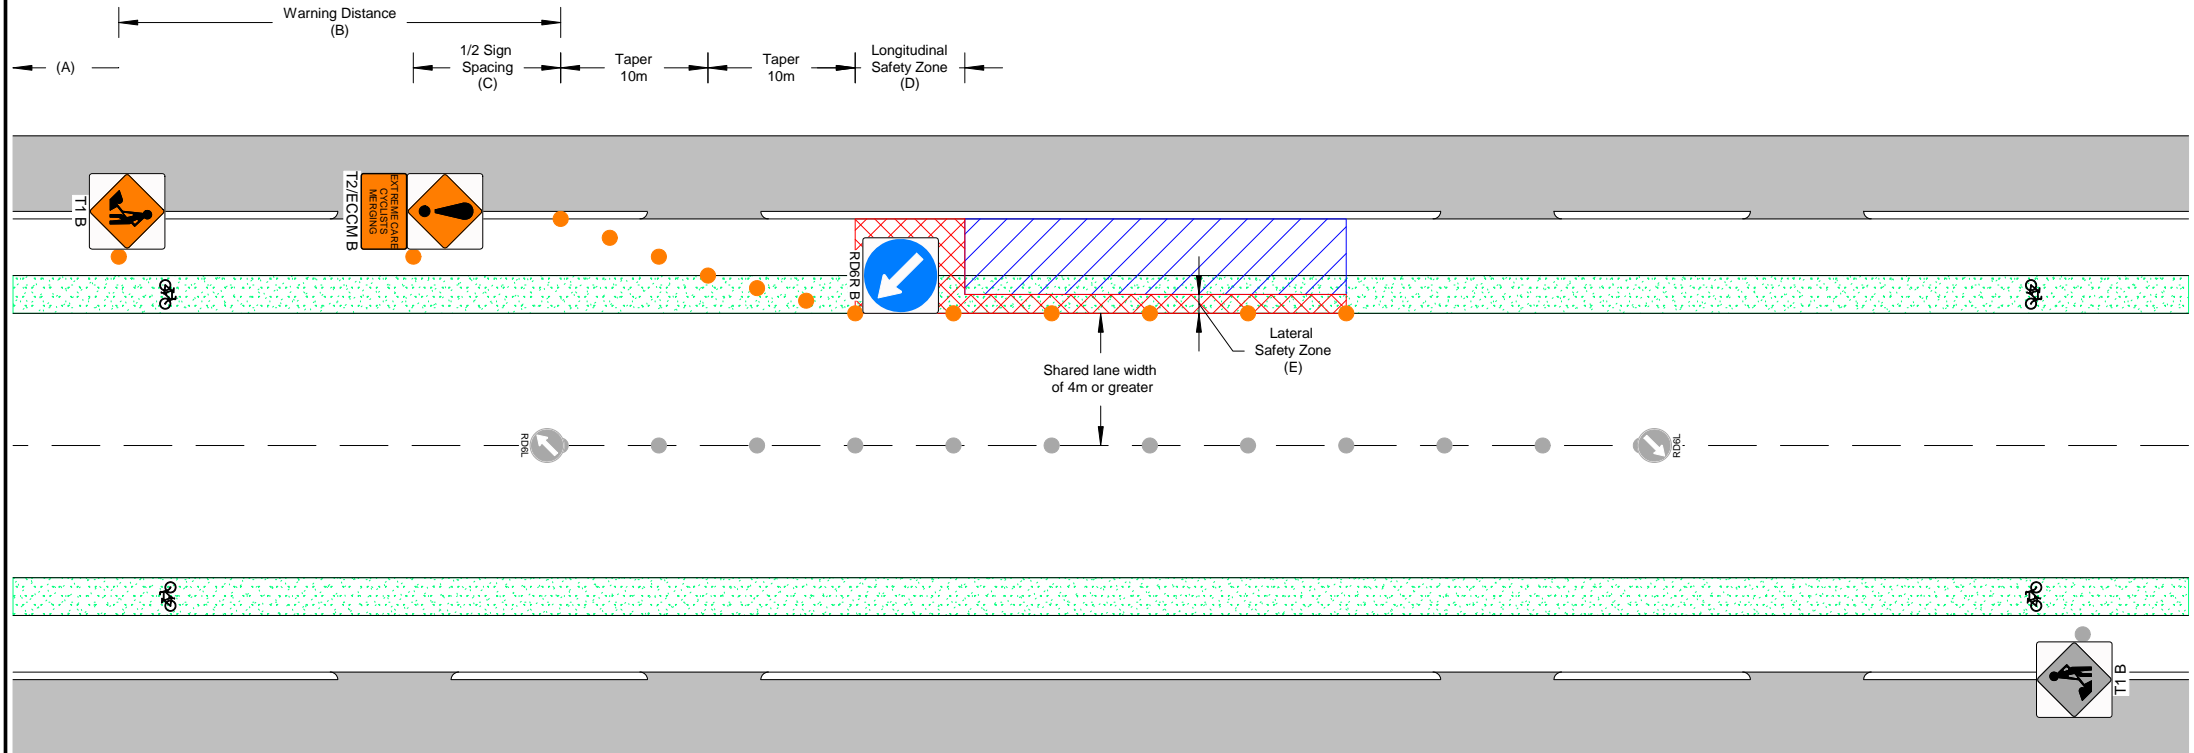 Warning Distance
(B)
(A)
1/2 Sign
Spacing
(C)
Taper
10m
Taper
10m
Longitudinal
Safety Zone
(D)
T1 B
T2/ECCM B
EXTREME CARE
CYCLISTS
MERGING
RD6R B
Lateral
Safety Zone
(E)
Shared lane width
of 4m or greater
RD6L
RD6L
T1 B